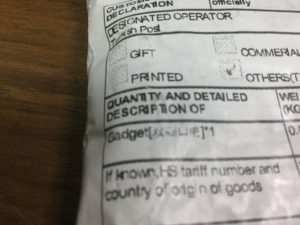 CUSTOMS officially
DECLARATION
DESIGNATED OPERATOR
Post
GIFT COMMERCIAL
PRINTED OTHERS(T
QUANTITY AND DETAILED WEI
DESCRIPTION OF (KG
Gadget[ ]*1 0.
If known, HS tariff number and
country of origin of goods